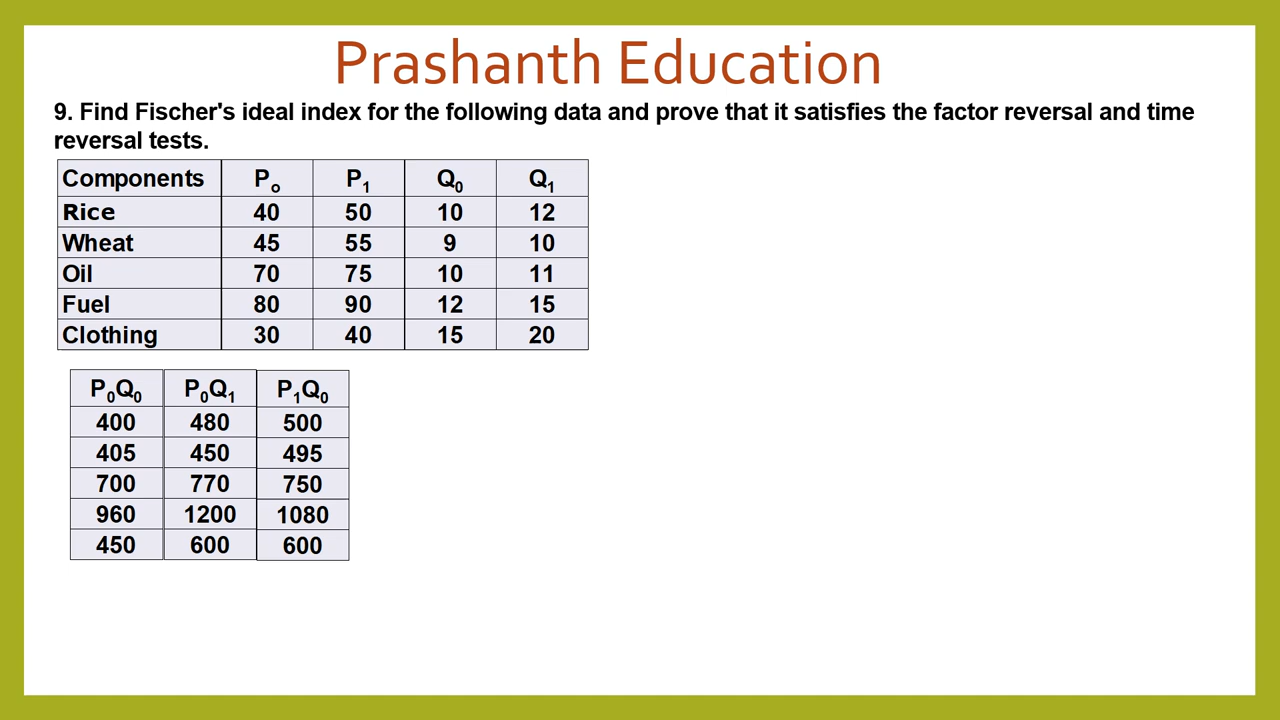 Prashanth Education
9. Find Fischer's ideal index for the following data and prove that it satisfies the factor reversal and time
reversal tests.
Components Po P1 Q0 Q1
Rice 40 50 10 12
Wheat 45 55 9 10
Oil 70 75 10 11
Fuel 80 90 12 15
Clothing 30 40 15 20
P0Q0 P0Q1 P1Q0
400 480 500
405 450 495
700 770 750
960 1200 1080
450 600 600